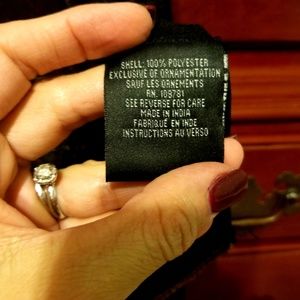 SHELL: 100% POLYESTER
EXCLUSIVE OF ORNAMENTATION
SAUF LES ORNEMENTS
RN. 109781
SEE REVERSE FOR CARE
MADE IN INDIA
FABRIQUÉ EN INDE
INSTRUCTIONS AU VERSO